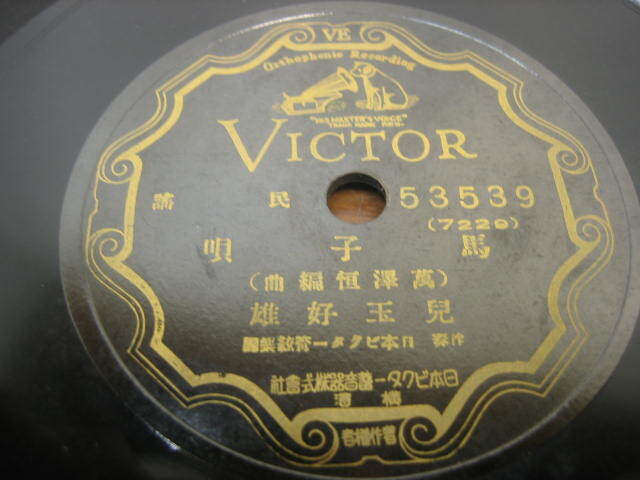 VE
Orthophonic Recording
"HIS MASTER'S VOICE"
VICTOR
謠 民 53539
(7220)
唄 子 馬
(曲編恒澤萬)
雄好玉兒
伴奏 日本ビクター管絃樂團
日本ビクター蓄音器株式會社
橫濱